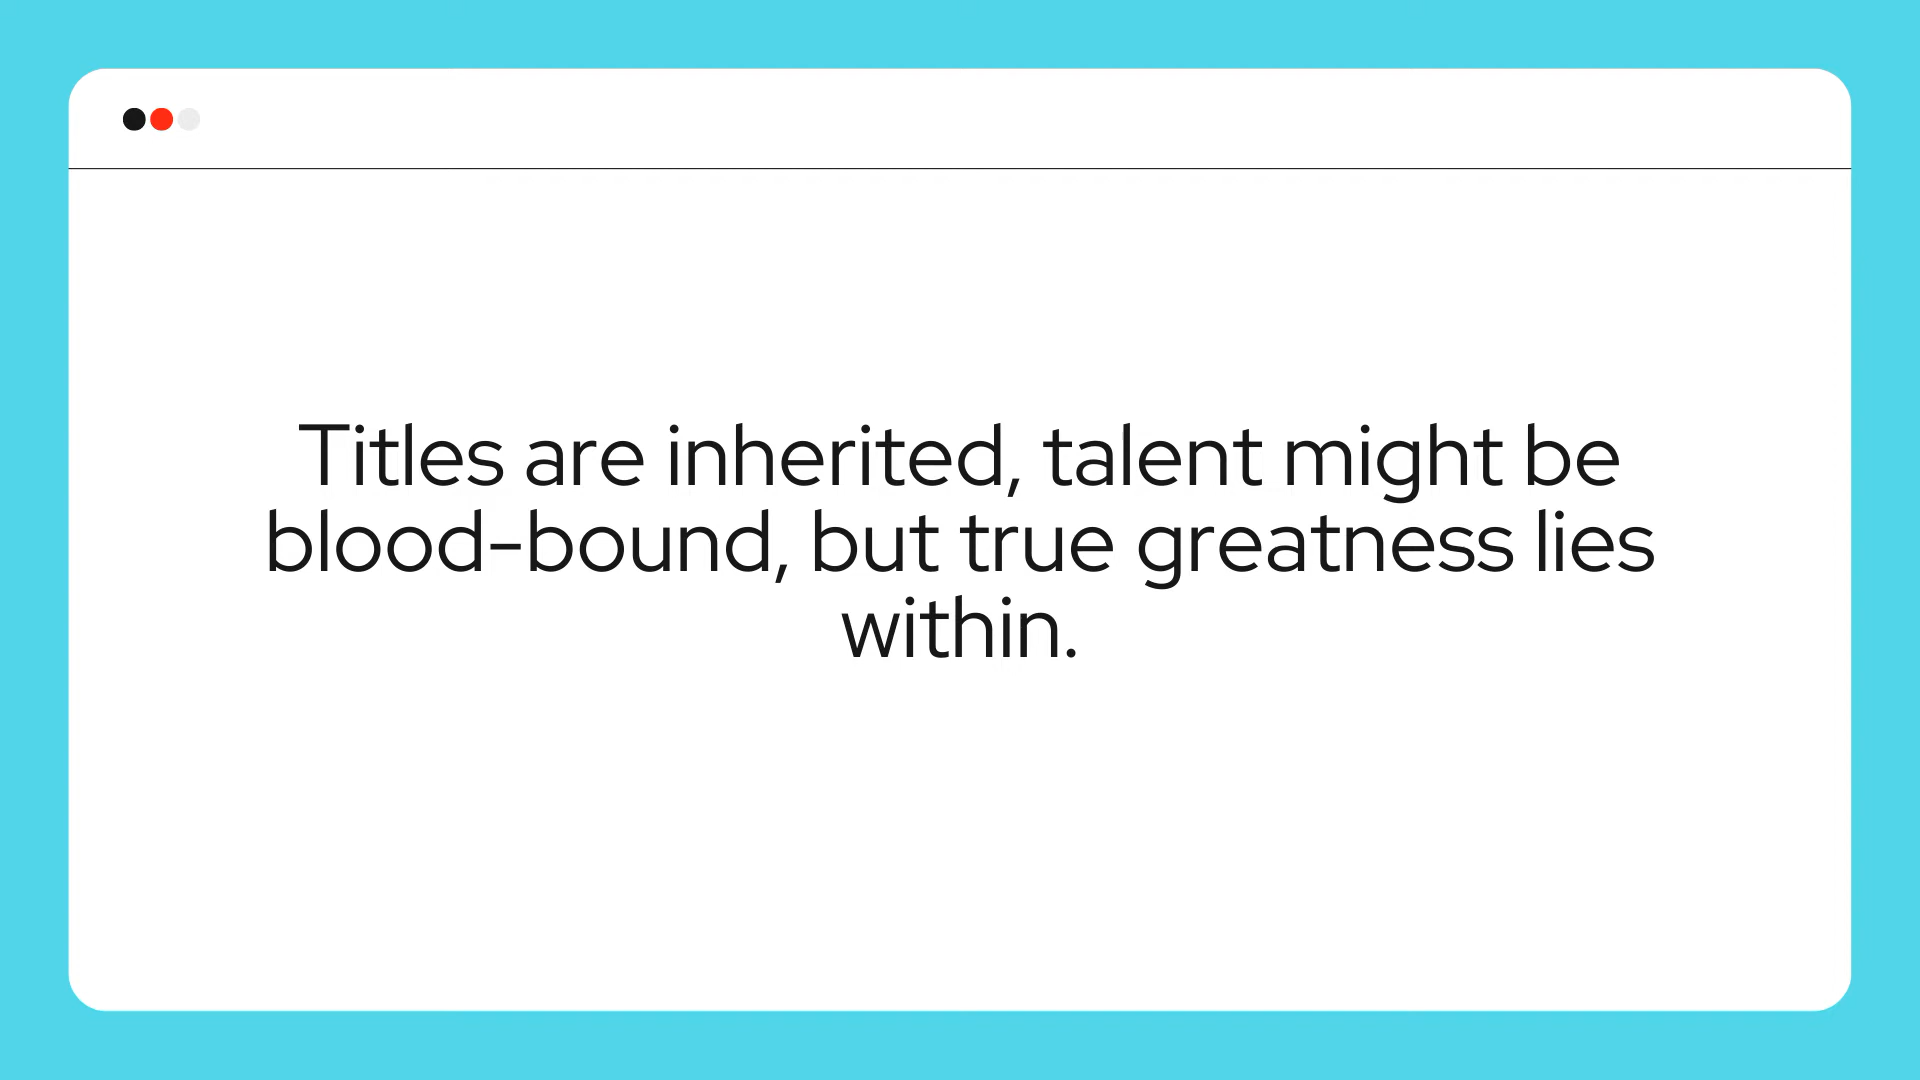 Titles are inherited, talent might be
blood-bound, but true greatness lies
within.